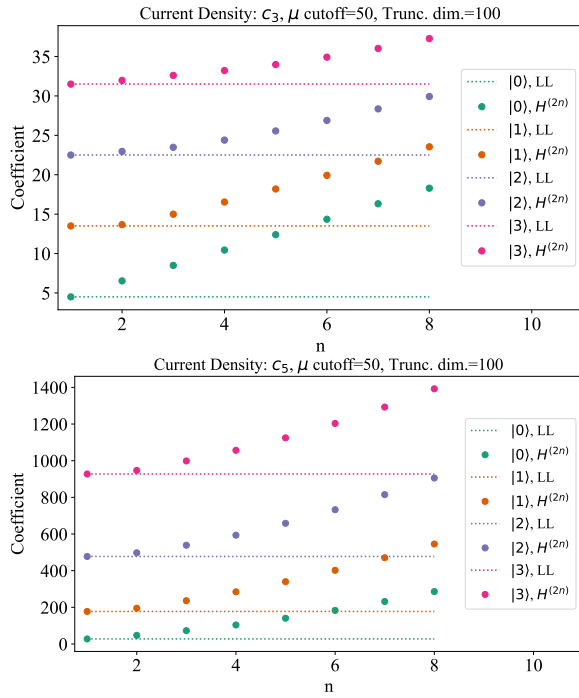 Current Density: c₃, μ cutoff=50, Trunc. dim.=100
Coefficient
35
30
25
20
15
10
5
2
4
6
8
10
n
|0⟩, LL
|0⟩, H⁽²ⁿ⁾
|1⟩, LL
|1⟩, H⁽²ⁿ⁾
|2⟩, LL
|2⟩, H⁽²ⁿ⁾
|3⟩, LL
|3⟩, H⁽²ⁿ⁾
Current Density: c₅, μ cutoff=50, Trunc. dim.=100
Coefficient
1400
1200
1000
800
600
400
200
0
2
4
6
8
10
n
|0⟩, LL
|0⟩, H⁽²ⁿ⁾
|1⟩, LL
|1⟩, H⁽²ⁿ⁾
|2⟩, LL
|2⟩, H⁽²ⁿ⁾
|3⟩, LL
|3⟩, H⁽²ⁿ⁾